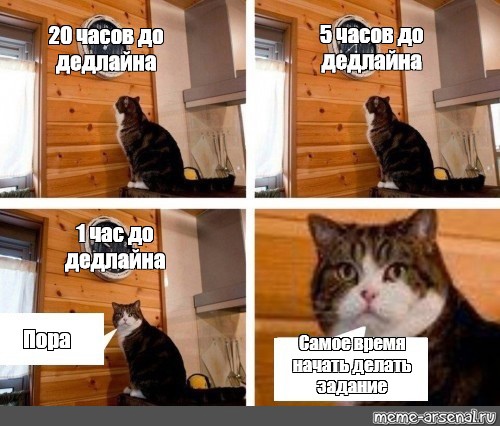 20 часов до
дедлайна
5 часов до
дедлайна
1 час до
дедлайна
Пора
Самое время
начать делать
задание
meme-arsenal.ru